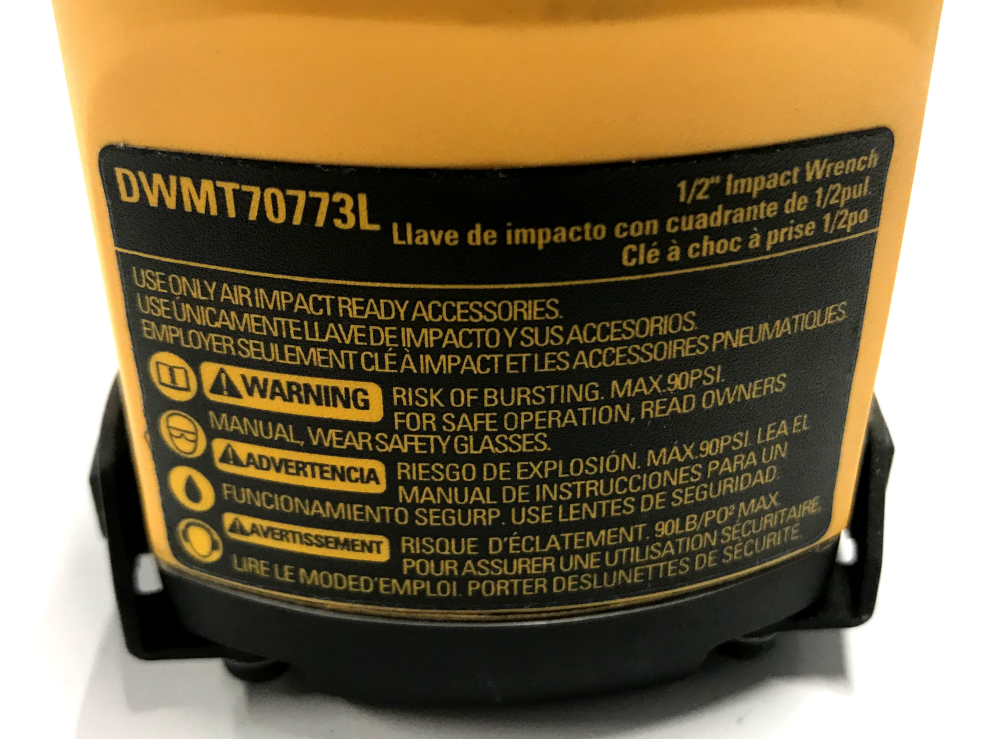 DWMT70773L
1/2" Impact Wrench
Llave de impacto con cuadrante de 1/2pul.
Clé à choc à prise 1/2po
USE ONLY AIR IMPACT READY ACCESSORIES.
USE ÚNICAMENTE LLAVE DE IMPACTO Y SUS ACCESORIOS.
EMPLOYER SEULEMENT CLÉ À IMPACT ET LES ACCESSOIRES PNEUMATIQUES.
WARNING RISK OF BURSTING. MAX.90PSI.
FOR SAFE OPERATION, READ OWNERS
MANUAL, WEAR SAFETY GLASSES.
ADVERTENCIA RIESGO DE EXPLOSIÓN. MÁX.90PSI. LEA EL
MANUAL DE INSTRUCCIONES PARA UN
FUNCIONAMIENTO SEGURP. USE LENTES DE SEGURIDAD.
AVERTISSEMENT RISQUE D'ÉCLATEMENT. 90LB/PO² MAX.
POUR ASSURER UNE UTILISATION SÉCURITAIRE,
LIRE LE MODED'EMPLOI. PORTER DESLUNETTES DE SÉCURITÉ.